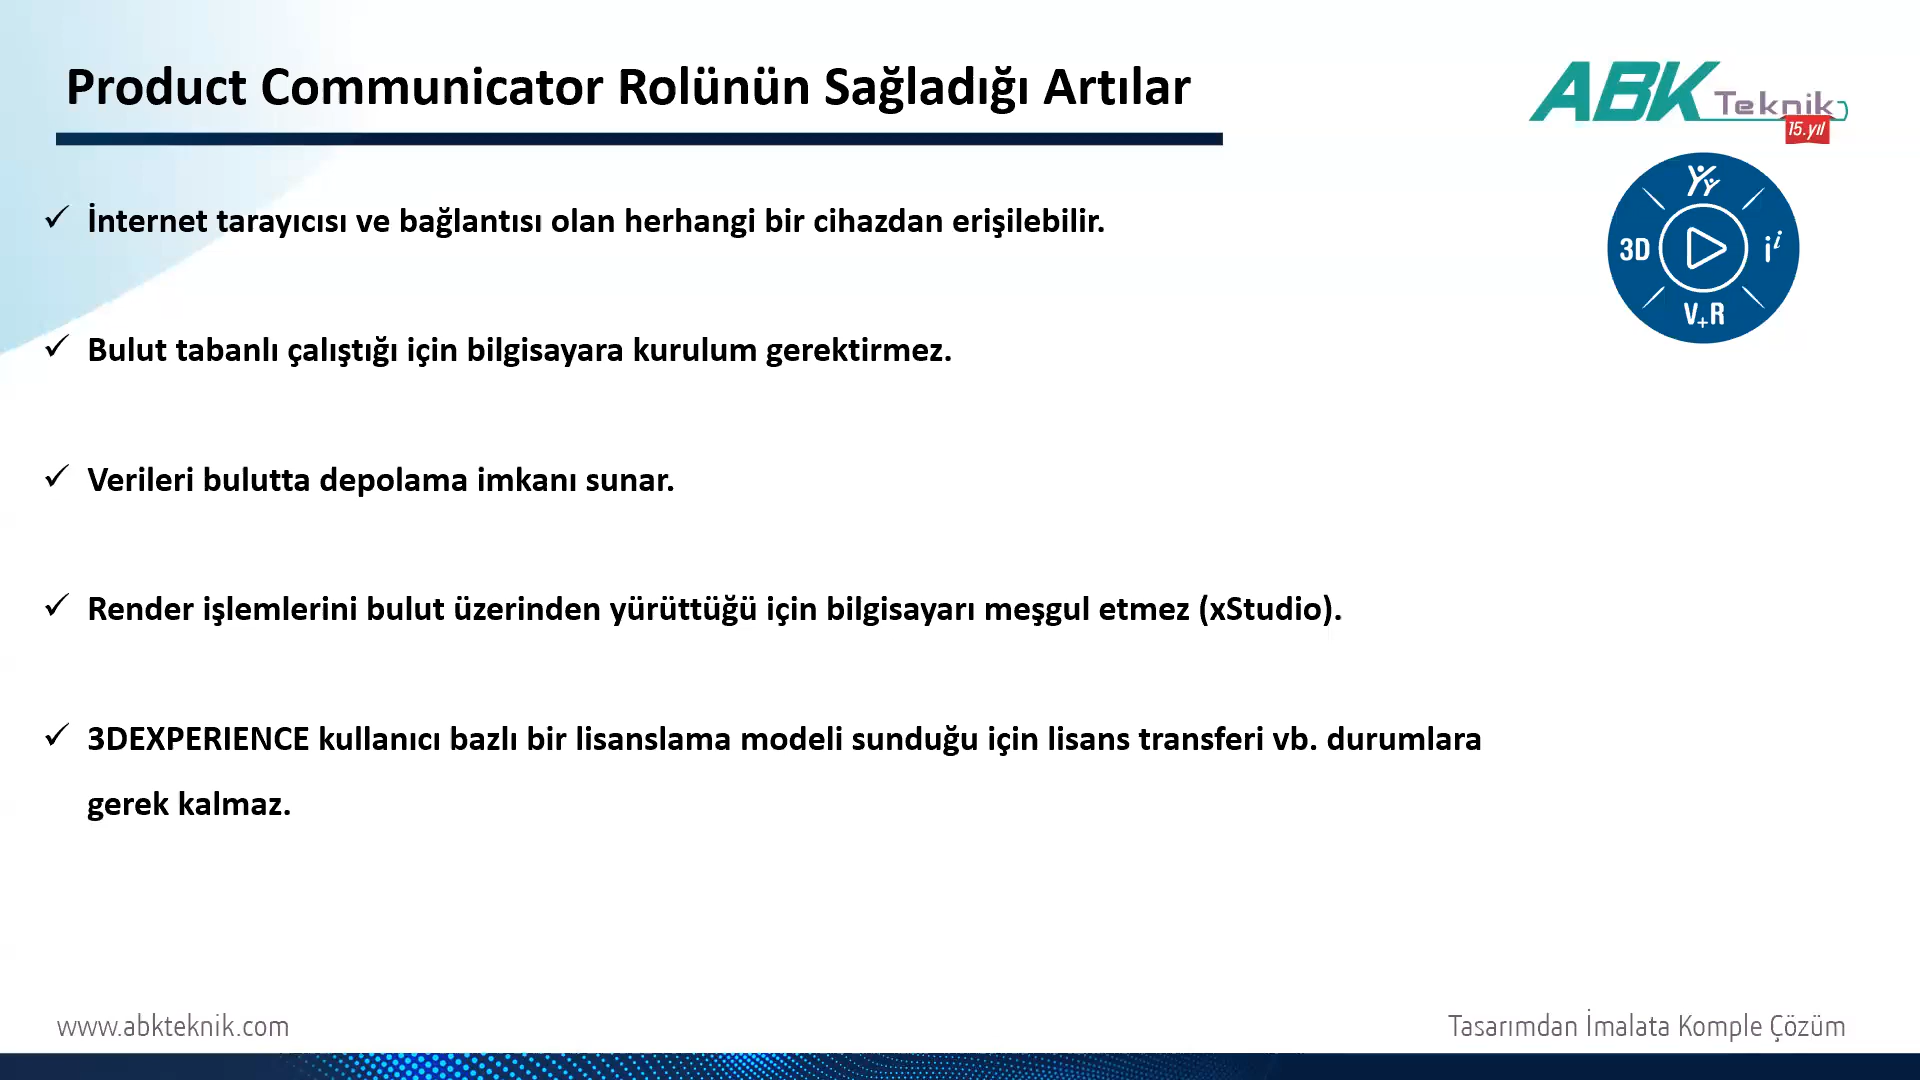 Product Communicator Rolünün Sağladığı Artılar
ABK Teknik
15.yıl
3D
i i
V+R
✓ İnternet tarayıcısı ve bağlantısı olan herhangi bir cihazdan erişilebilir.
✓ Bulut tabanlı çalıştığı için bilgisayara kurulum gerektirmez.
✓ Verileri bulutta depolama imkanı sunar.
✓ Render işlemlerini bulut üzerinden yürüttüğü için bilgisayarı meşgul etmez (xStudio).
✓ 3DEXPERIENCE kullanıcı bazlı bir lisanslama modeli sunduğu için lisans transferi vb. durumlara
gerek kalmaz.
www.abkteknik.com
Tasarımdan İmalata Komple Çözüm